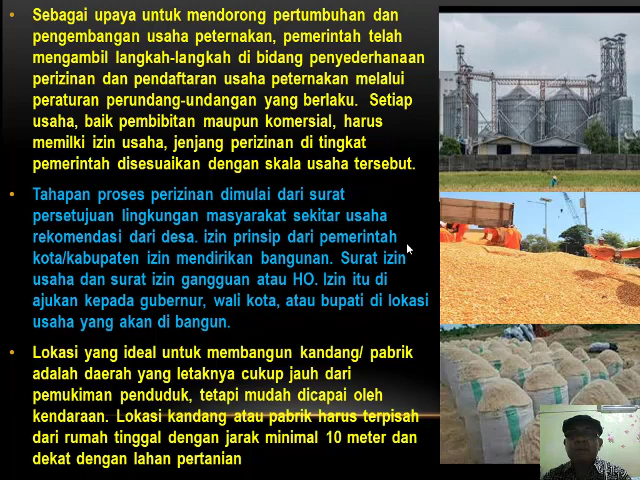 Sebagai upaya untuk mendorong pertumbuhan dan
pengembangan usaha peternakan, pemerintah telah
mengambil langkah-langkah di bidang penyederhanaan
perizinan dan pendaftaran usaha peternakan melalui
peraturan perundang-undangan yang berlaku. Setiap
usaha, baik pembibitan maupun komersial, harus
memilki izin usaha, jenjang perizinan di tingkat
pemerintah disesuaikan dengan skala usaha tersebut.
Tahapan proses perizinan dimulai dari surat
persetujuan lingkungan masyarakat sekitar usaha
rekomendasi dari desa. izin prinsip dari pemerintah
kota/kabupaten izin mendirikan bangunan. Surat izin
usaha dan surat izin gangguan atau HO. Izin itu di
ajukan kepada gubernur, wali kota, atau bupati di lokasi
usaha yang akan di bangun.
Lokasi yang ideal untuk membangun kandang/ pabrik
adalah daerah yang letaknya cukup jauh dari
pemukiman penduduk, tetapi mudah dicapai oleh
kendaraan. Lokasi kandang atau pabrik harus terpisah
dari rumah tinggal dengan jarak minimal 10 meter dan
dekat dengan lahan pertanian